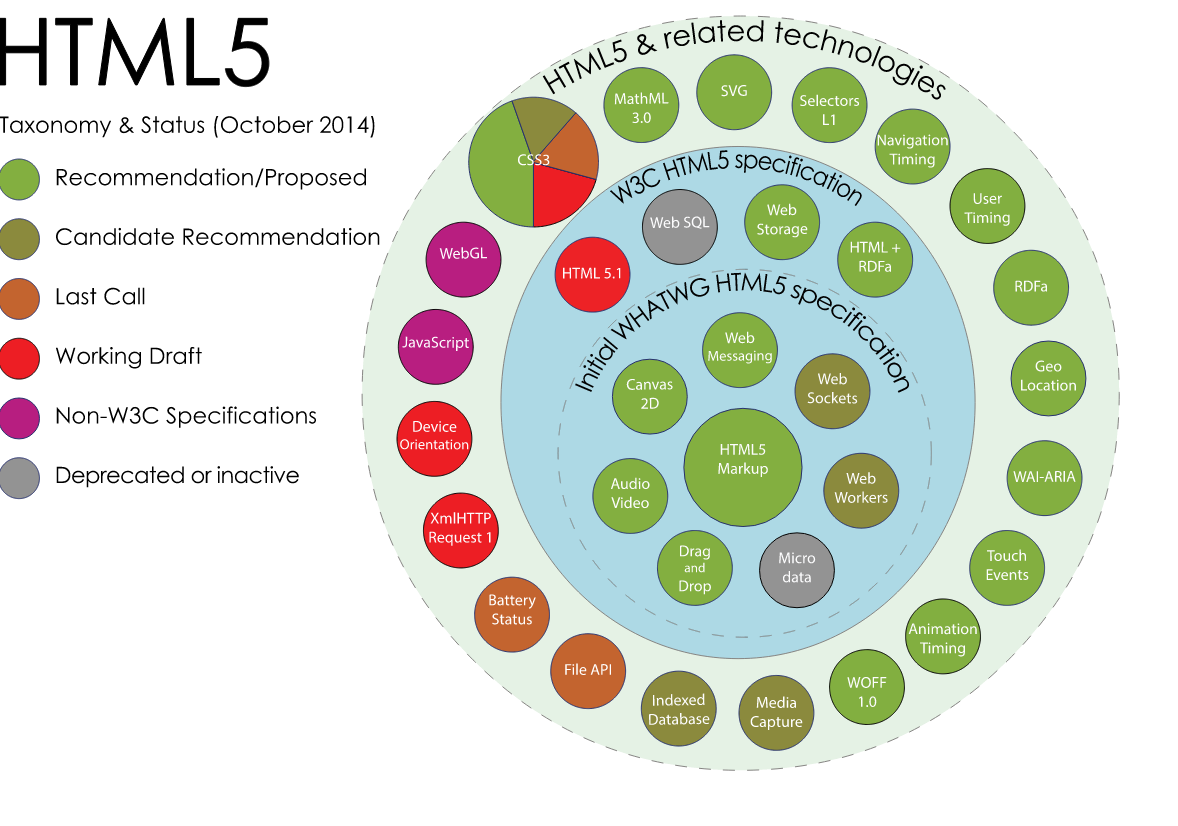 HTML5
Taxonomy & Status (October 2014)
Recommendation/Proposed
Candidate Recommendation
Last Call
Working Draft
Non-W3C Specifications
Deprecated or inactive
HTML5 & related technologies
CSS3
MathML
3.0
SVG
Selectors
L1
Navigation
Timing
User
Timing
RDFa
Geo
Location
WAI-ARIA
Touch
Events
Animation
Timing
WOFF
1.0
Media
Capture
Indexed
Database
File API
Battery
Status
XmlHTTP
Request 1
Device
Orientation
JavaScript
WebGL
W3C HTML5 specification
HTML 5.1
Web SQL
Web
Storage
HTML +
RDFa
Initial WHATWG HTML5 specification
Web
Messaging
Web
Sockets
Web
Workers
Micro
data
Drag
and
Drop
Audio
Video
Canvas
2D
HTML5
Markup